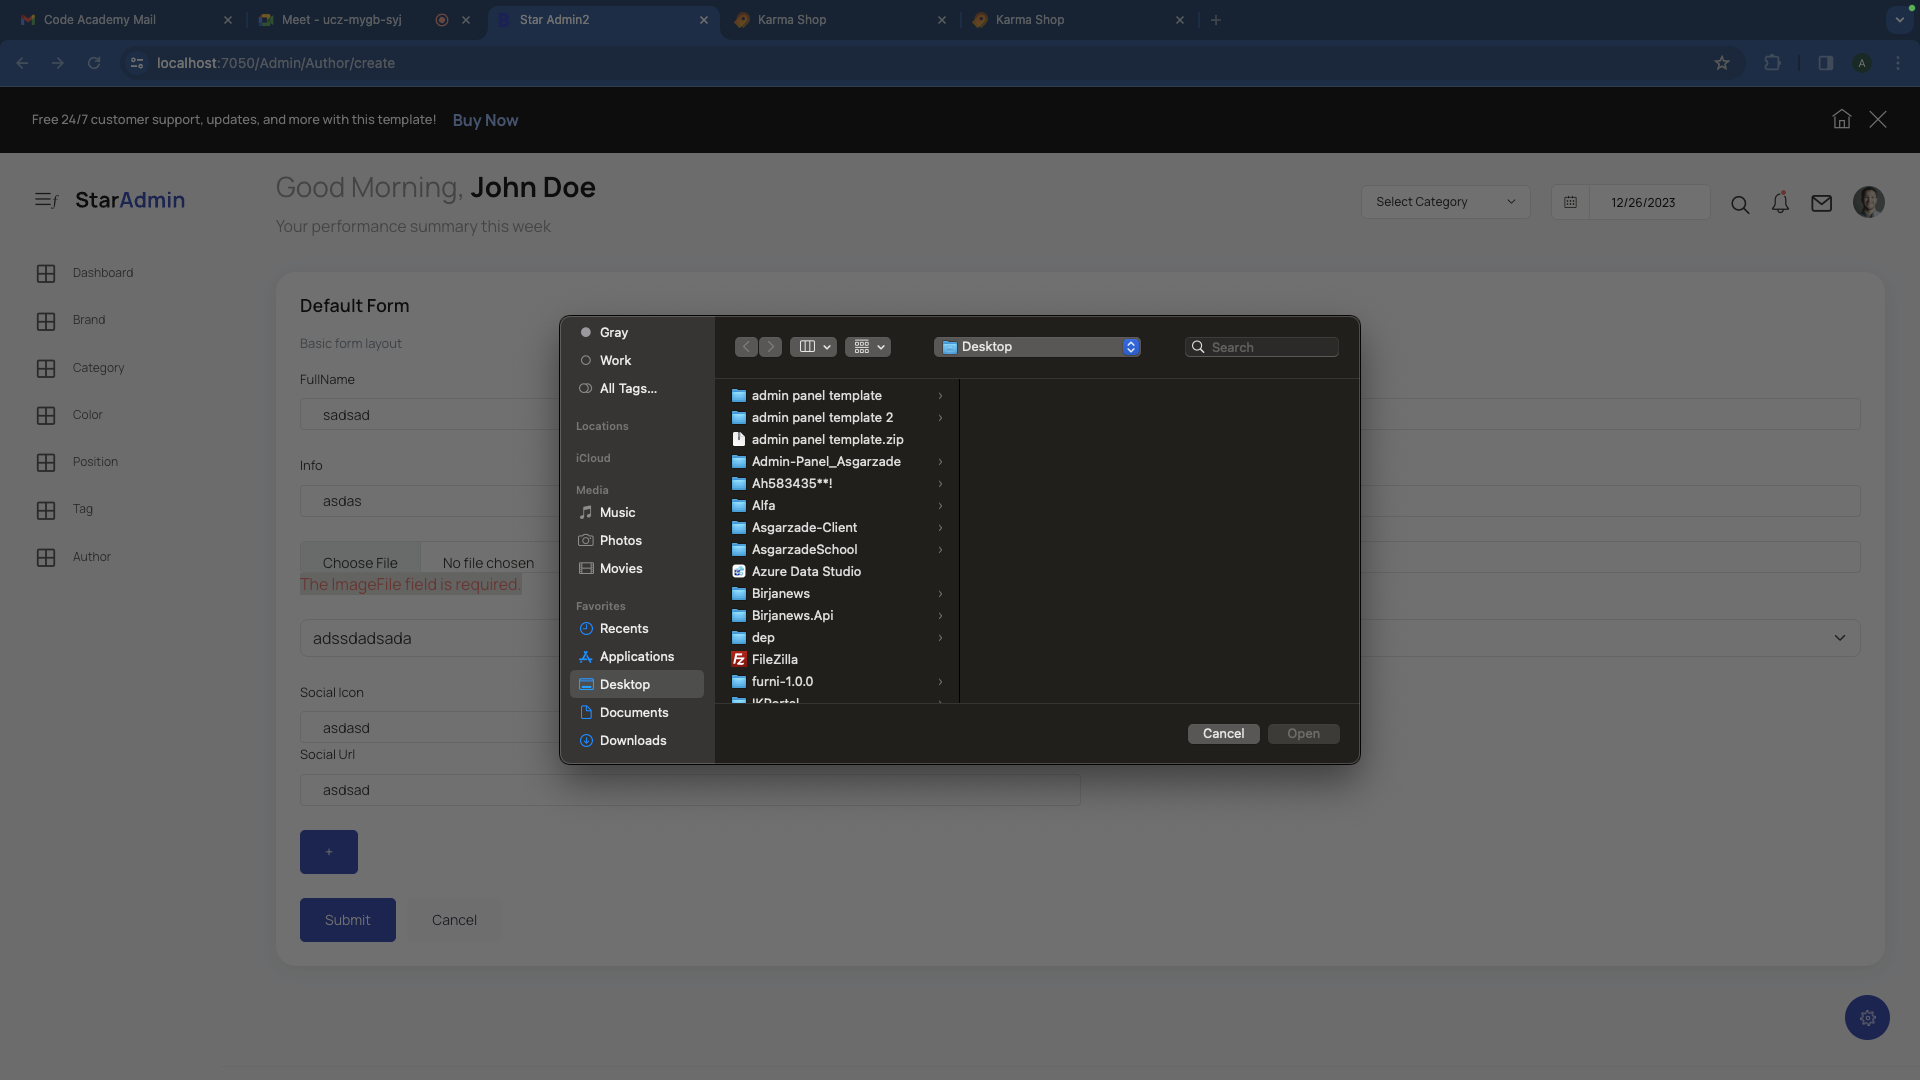 Code Academy Mail
Meet - ucz-mygb-syj
Star Admin2
Karma Shop
Karma Shop
localhost:7050/Admin/Author/create
A
Free 24/7 customer support, updates, and more with this template! Buy Now
StarAdmin
Good Morning, John Doe
Your performance summary this week
Select Category
12/26/2023
Dashboard
Brand
Category
Color
Position
Tag
Author
Default Form
Basic form layout
FullName
sadsad
Info
asdas
Choose File No file chosen
The ImageFile field is required.
adssdadsada
Social Icon
asdasd
Social Url
asdsad
+
Submit
Cancel
Gray
Work
All Tags...
Locations
iCloud
Media
Music
Photos
Movies
Favorites
Recents
Applications
Desktop
Documents
Downloads
Desktop
Search
admin panel template
admin panel template 2
admin panel template.zip
Admin-Panel_Asgarzade
Ah583435**!
Alfa
Asgarzade-Client
AsgarzadeSchool
Azure Data Studio
Birjanews
Birjanews.Api
dep
FileZilla
furni-1.0.0
Cancel
Open